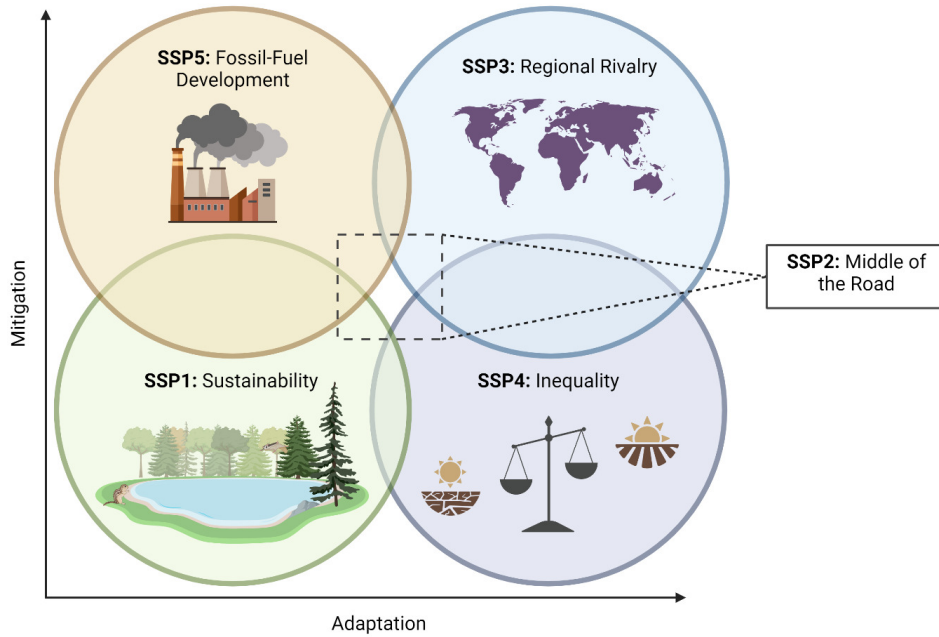 SSP5: Fossil-Fuel
Development
SSP3: Regional Rivalry
SSP2: Middle of
the Road
Mitigation
SSP1: Sustainability
SSP4: Inequality
Adaptation